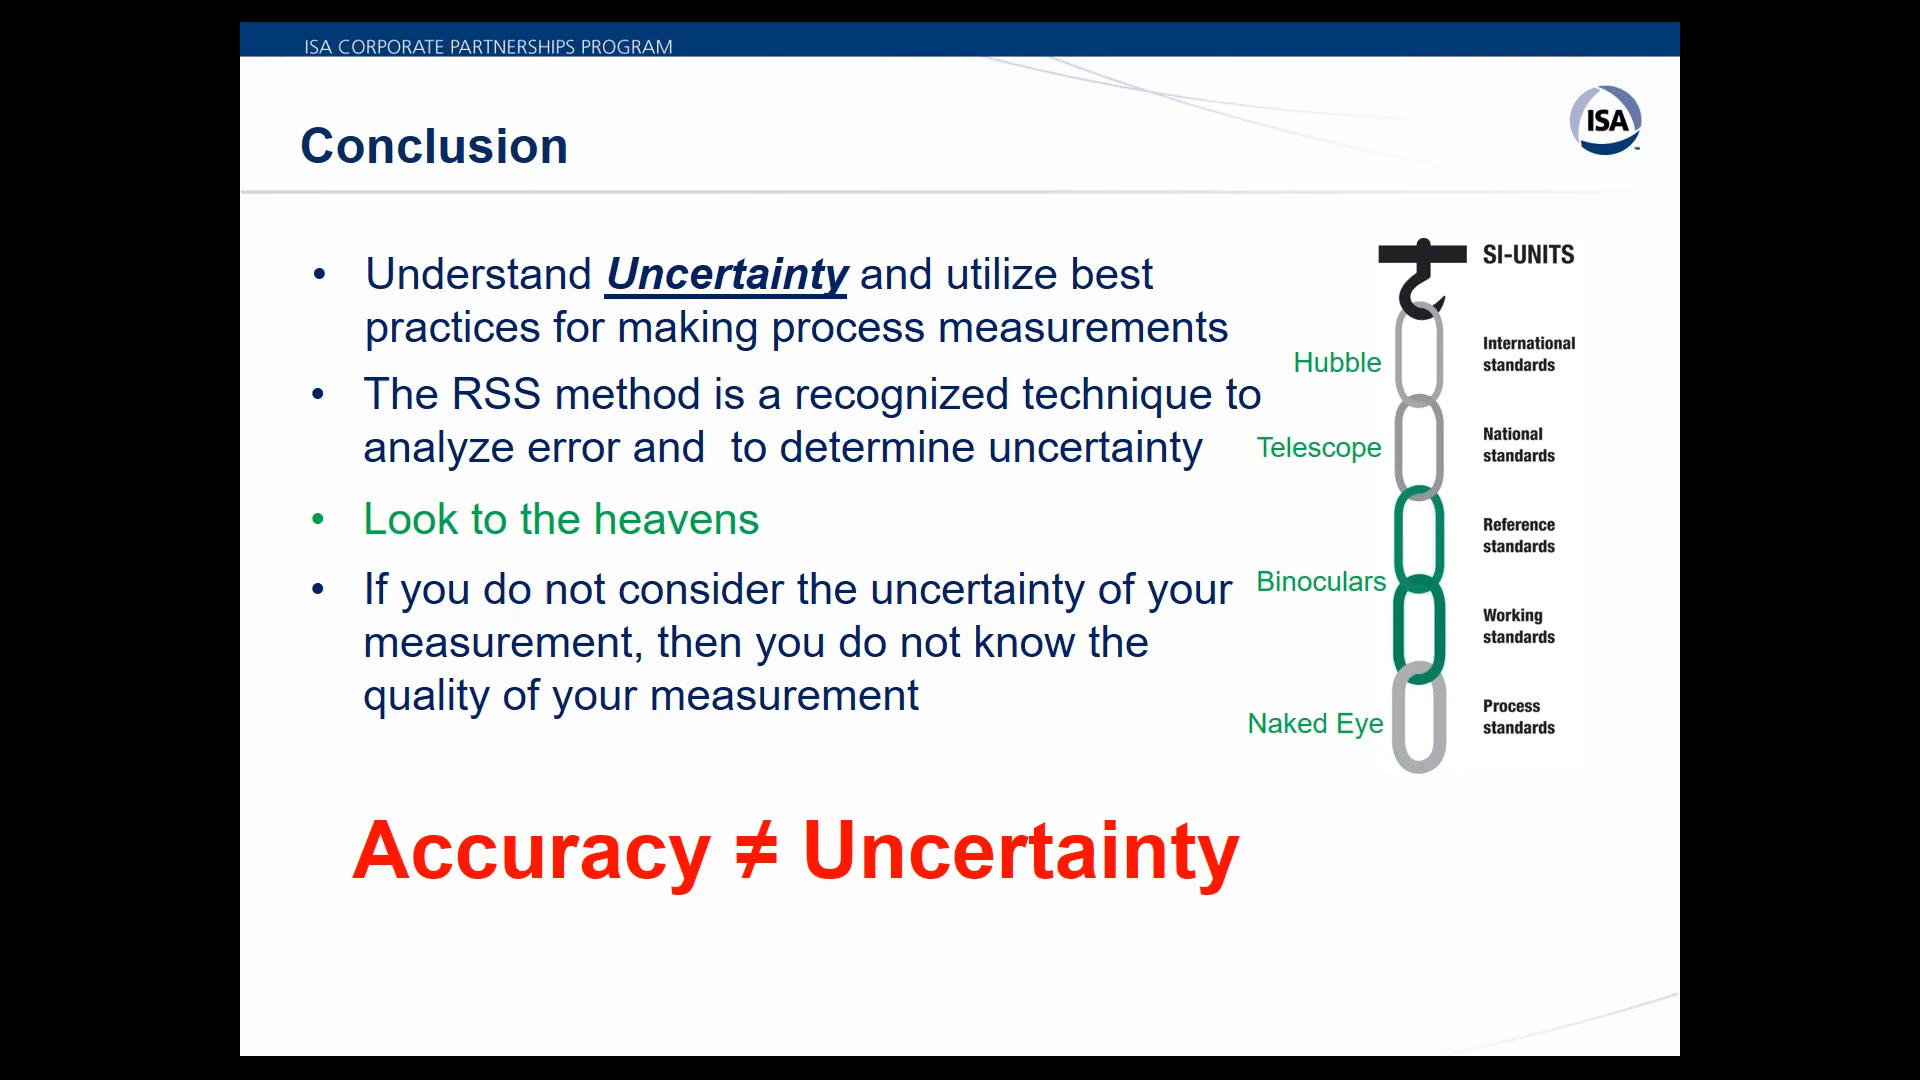 ISA CORPORATE PARTNERSHIPS PROGRAM
ISA
Conclusion
• Understand Uncertainty and utilize best
practices for making process measurements
• The RSS method is a recognized technique to
analyze error and  to determine uncertainty
• Look to the heavens
• If you do not consider the uncertainty of your
measurement, then you do not know the
quality of your measurement
SI-UNITS
Hubble
International
standards
Telescope
National
standards
Reference
standards
Binoculars
Working
standards
Naked Eye
Process
standards
Accuracy ≠ Uncertainty